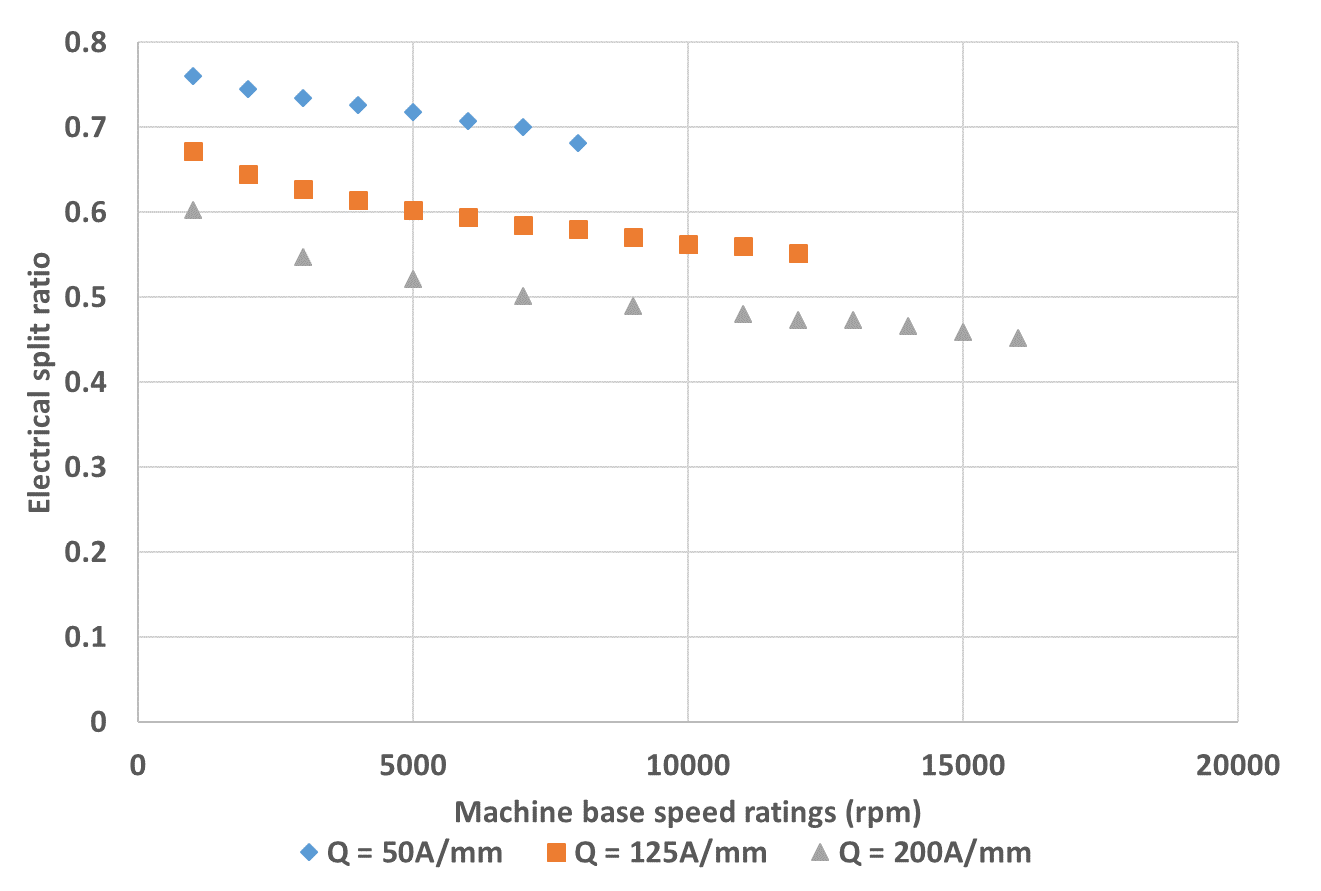 0.8
0.7
0.6
0.5
0.4
0.3
0.2
0.1
0
Electrical split ratio
0 5000 10000 15000 20000
Machine base speed ratings (rpm)
Q = 50A/mm Q = 125A/mm Q = 200A/mm